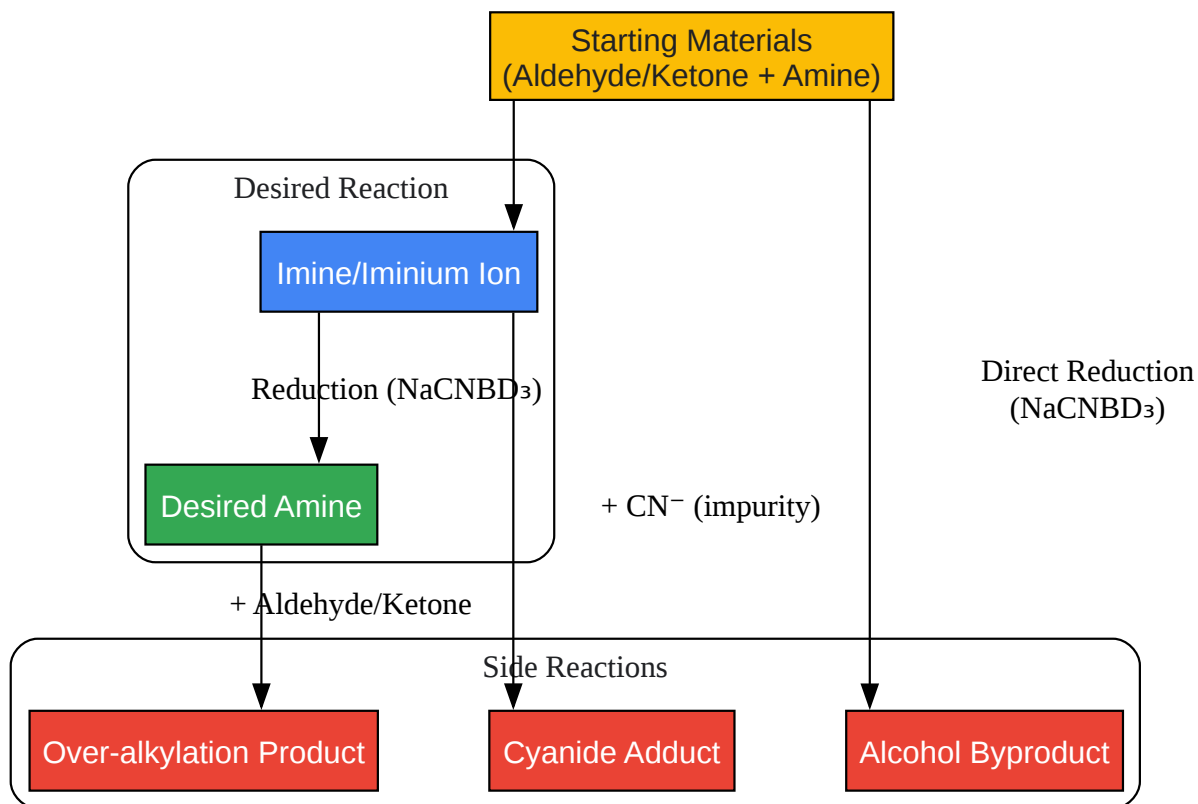 Starting Materials
(Aldehyde/Ketone + Amine)
Desired Reaction
Imine/Iminium Ion
Reduction (NaCNBD₃)
Direct Reduction
(NaCNBD₃)
Desired Amine
+ CN⁻ (impurity)
+ Aldehyde/Ketone
Side Reactions
Over-alkylation Product
Cyanide Adduct
Alcohol Byproduct